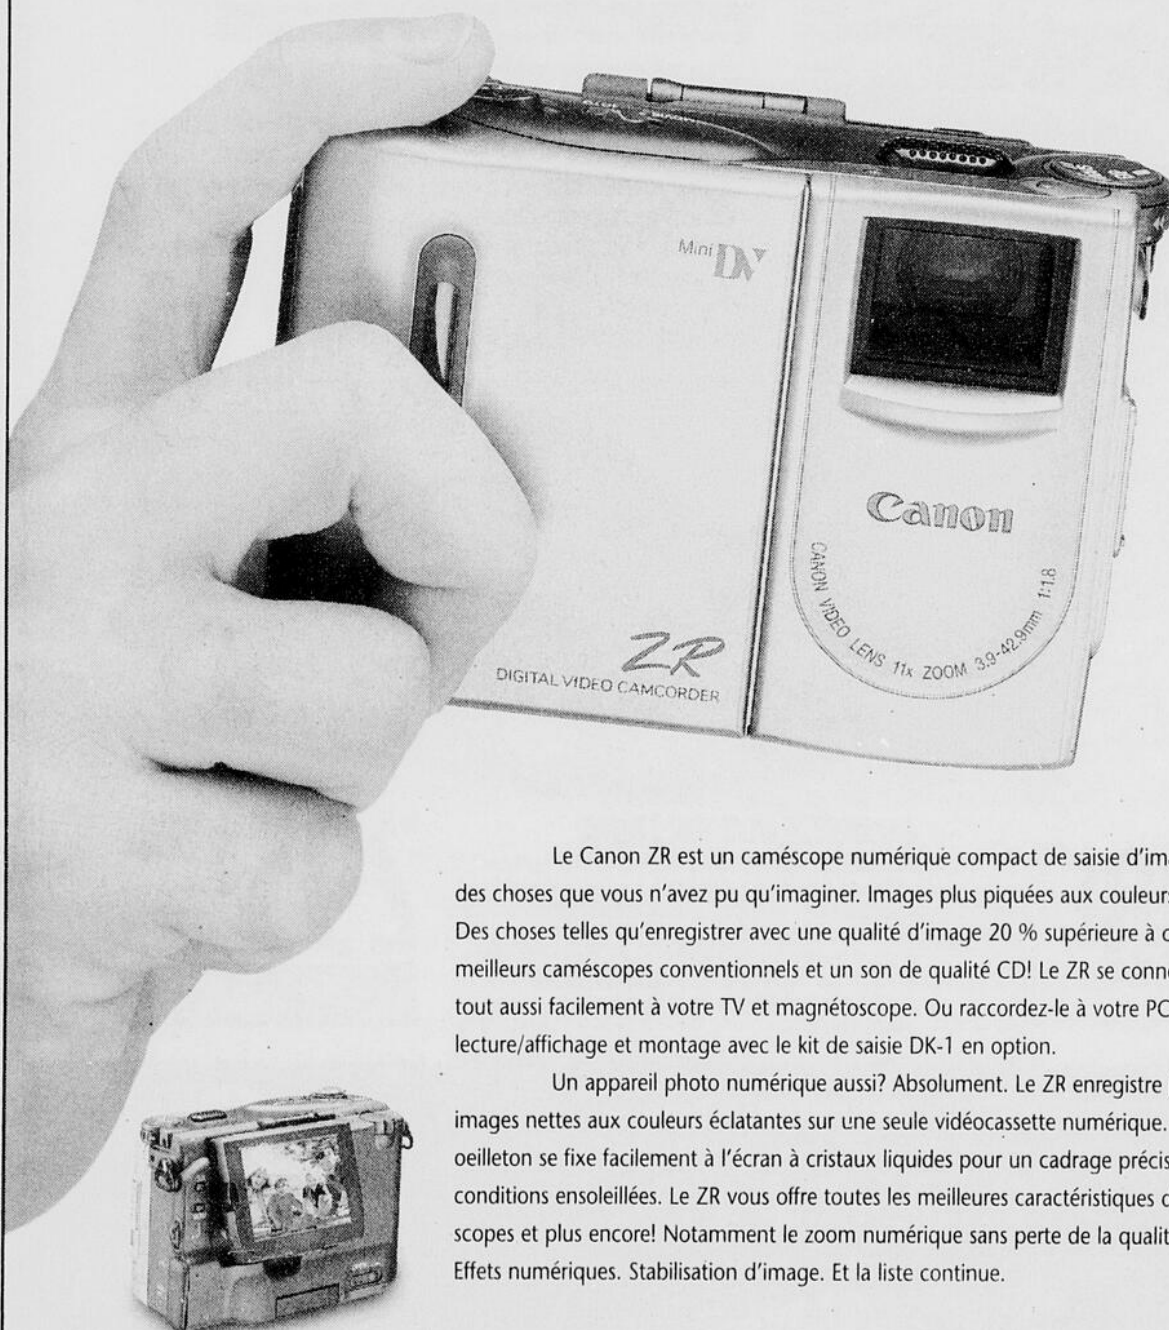 Mini DV
Canon
CANON VIDEO LENS 11x ZOOM 3.9-42.9mm 1:1.8
ZR
DIGITAL VIDEO CAMCORDER
Le Canon ZR est un caméscope numérique compact de saisie d'im
des choses que vous n'avez pu qu'imaginer. Images plus piquées aux couleurs
Des choses telles qu'enregistrer avec une qualité d'image 20 % supérieure à
meilleurs caméscopes conventionnels et un son de qualité CD! Le ZR se conn
tout aussi facilement à votre TV et magnétoscope. Ou raccordez-le à votre PC
lecture/affichage et montage avec le kit de saisie DK-1 en option.
Un appareil photo numérique aussi? Absolument. Le ZR enregistre
images nettes aux couleurs éclatantes sur une seule vidéocassette numérique.
oeilleton se fixe facilement à l'écran à cristaux liquides pour un cadrage précis
conditions ensoleillées. Le ZR vous offre toutes les meilleures caractéristiques
scopes et plus encore! Notamment le zoom numérique sans perte de la qualit
Effets numériques. Stabilisation d'image. Et la liste continue.